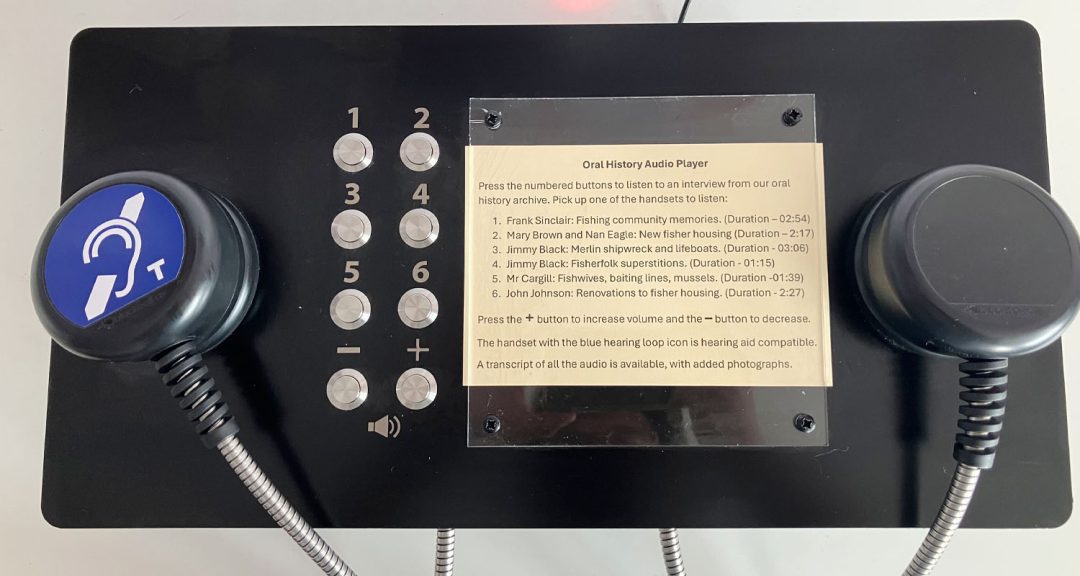 1 2
3 4
5 6
− +
T
Oral History Audio Player
Press the numbered buttons to listen to an interview from our oral
history archive. Pick up one of the handsets to listen:
1. Frank Sinclair: Fishing community memories. (Duration – 02:54)
2. Mary Brown and Nan Eagle: New fisher housing (Duration – 2:17)
3. Jimmy Black: Merlin shipwreck and lifeboats. (Duration - 03:06)
4. Jimmy Black: Fisherfolk superstitions. (Duration - 01:15)
5. Mr Cargill: Fishwives, baiting lines, mussels. (Duration -01:39)
6. John Johnson: Renovations to fisher housing. (Duration - 2:27)
Press the + button to increase volume and the – button to decrease.
The handset with the blue hearing loop icon is hearing aid compatible.
A transcript of all the audio is available, with added photographs.